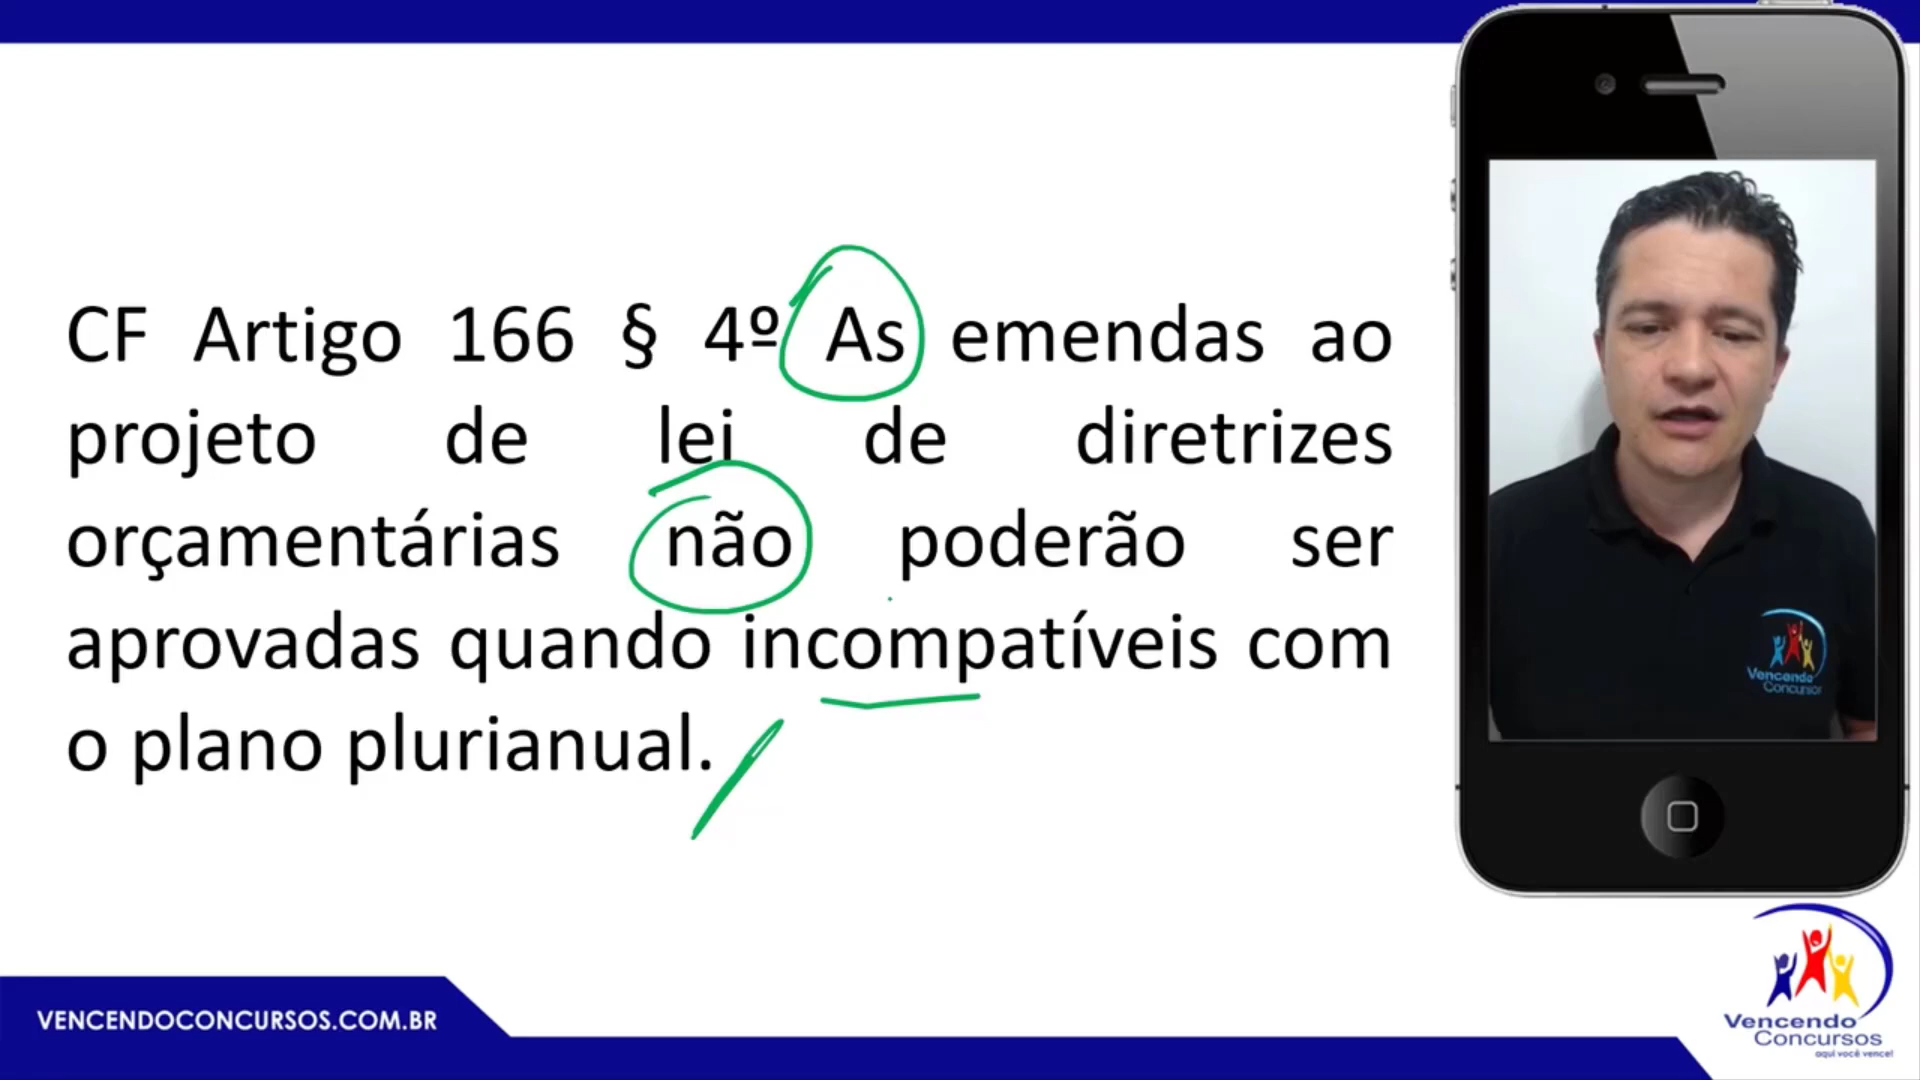 CF Artigo 166 § 4º As emendas ao
projeto de lei de diretrizes
orçamentárias não poderão ser
aprovadas quando incompatíveis com
o plano plurianual.
Vencendo
Concursos
VENCENDOCONCURSOS.COM.BR
Vencendo
Concursos
aqui você vence!